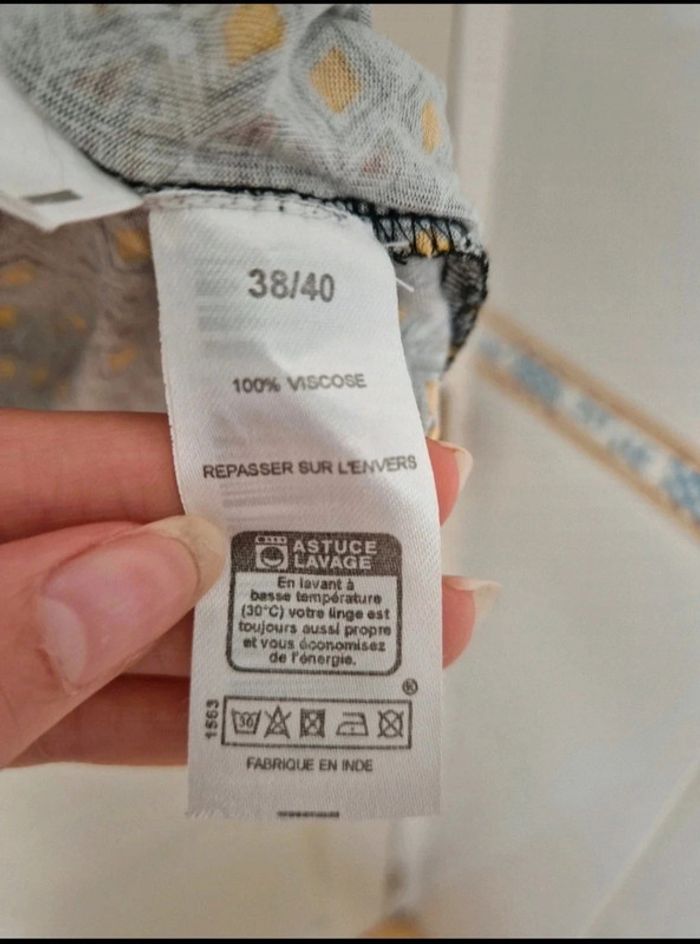 38/40
100% VISCOSE
REPASSER SUR L'ENVERS
ASTUCE
LAVAGE
En lavant à
basse température
(30°C) votre linge est
toujours aussi propre
et vous économisez
de l'énergie.
®
1563
30
FABRIQUE EN INDE